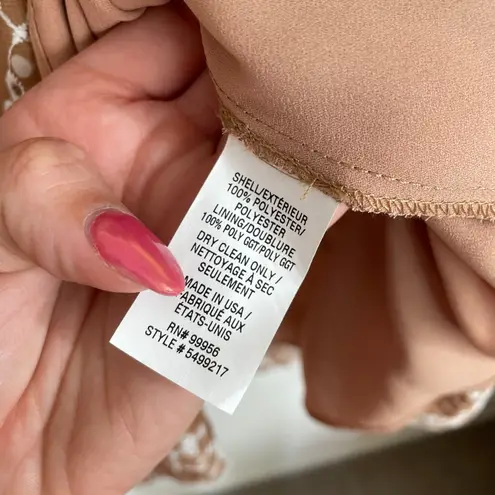 SHELL/EXTÉRIEUR
100% POLYESTER/
POLYESTER
LINING/DOUBLURE
100% POLY GGT/POLY GGT
DRY CLEAN ONLY /
NETTOYAGE À SEC
SEULEMENT
MADE IN USA /
FABRIQUÉ AUX
ÉTATS-UNIS
RN# 99956
STYLE # 5499217